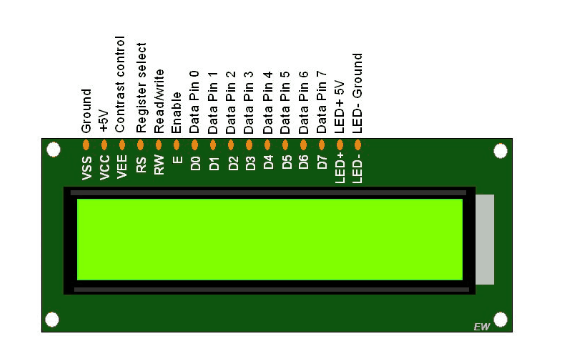 Ground
+5V
Contrast control
Register select
Read/write
Enable
Data Pin 0
Data Pin 1
Data Pin 2
Data Pin 3
Data Pin 4
Data Pin 5
Data Pin 6
Data Pin 7
LED+ 5V
LED- Ground
VSS
VCC
VEE
RS
RW
E
D0
D1
D2
D3
D4
D5
D6
D7
LED+
LED-
EW